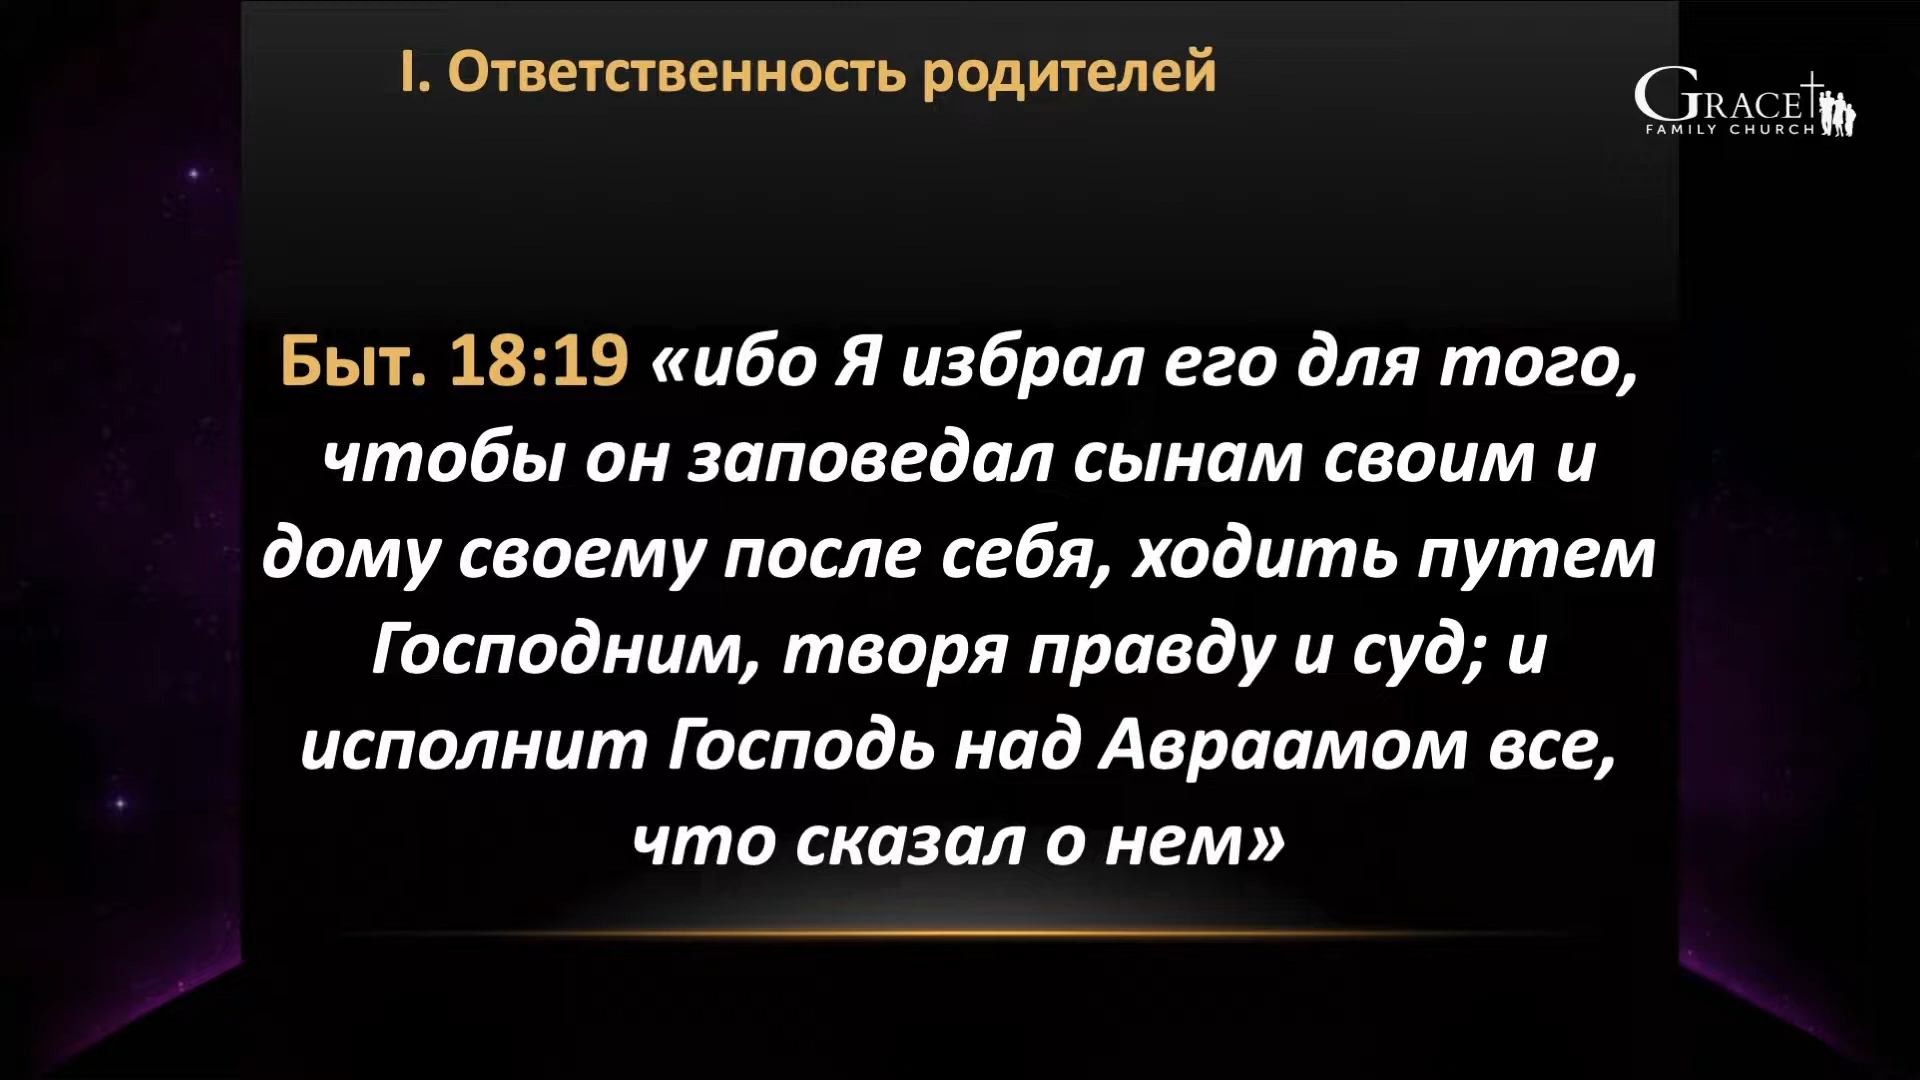 I. Ответственность родителей
GRACE
FAMILY CHURCH
Быт. 18:19 «ибо Я избрал его для того,
чтобы он заповедал сынам своим и
дому своему после себя, ходить путем
Господним, творя правду и суд; и
исполнит Господь над Авраамом все,
что сказал о нем»